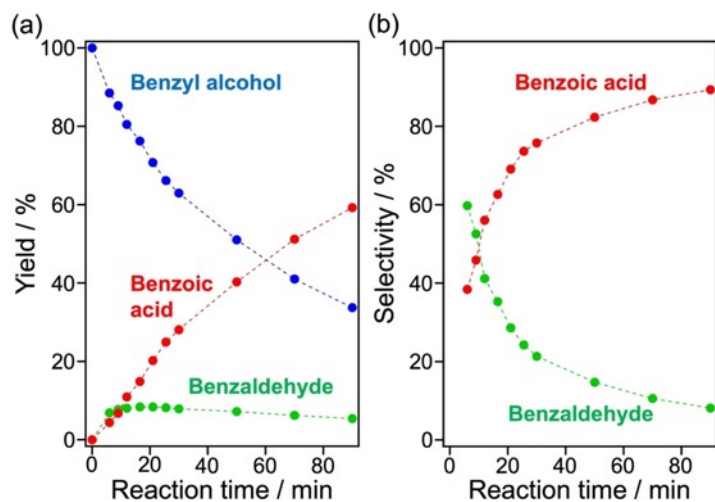 (a)
100
80
60
40
20
0
Yield / %
Benzyl alcohol
Benzoic
acid
Benzaldehyde
0 20 40 60 80
Reaction time / min
(b)
100
80
60
40
20
0
Selectivity / %
Benzoic acid
Benzaldehyde
0 20 40 60 80
Reaction time / min